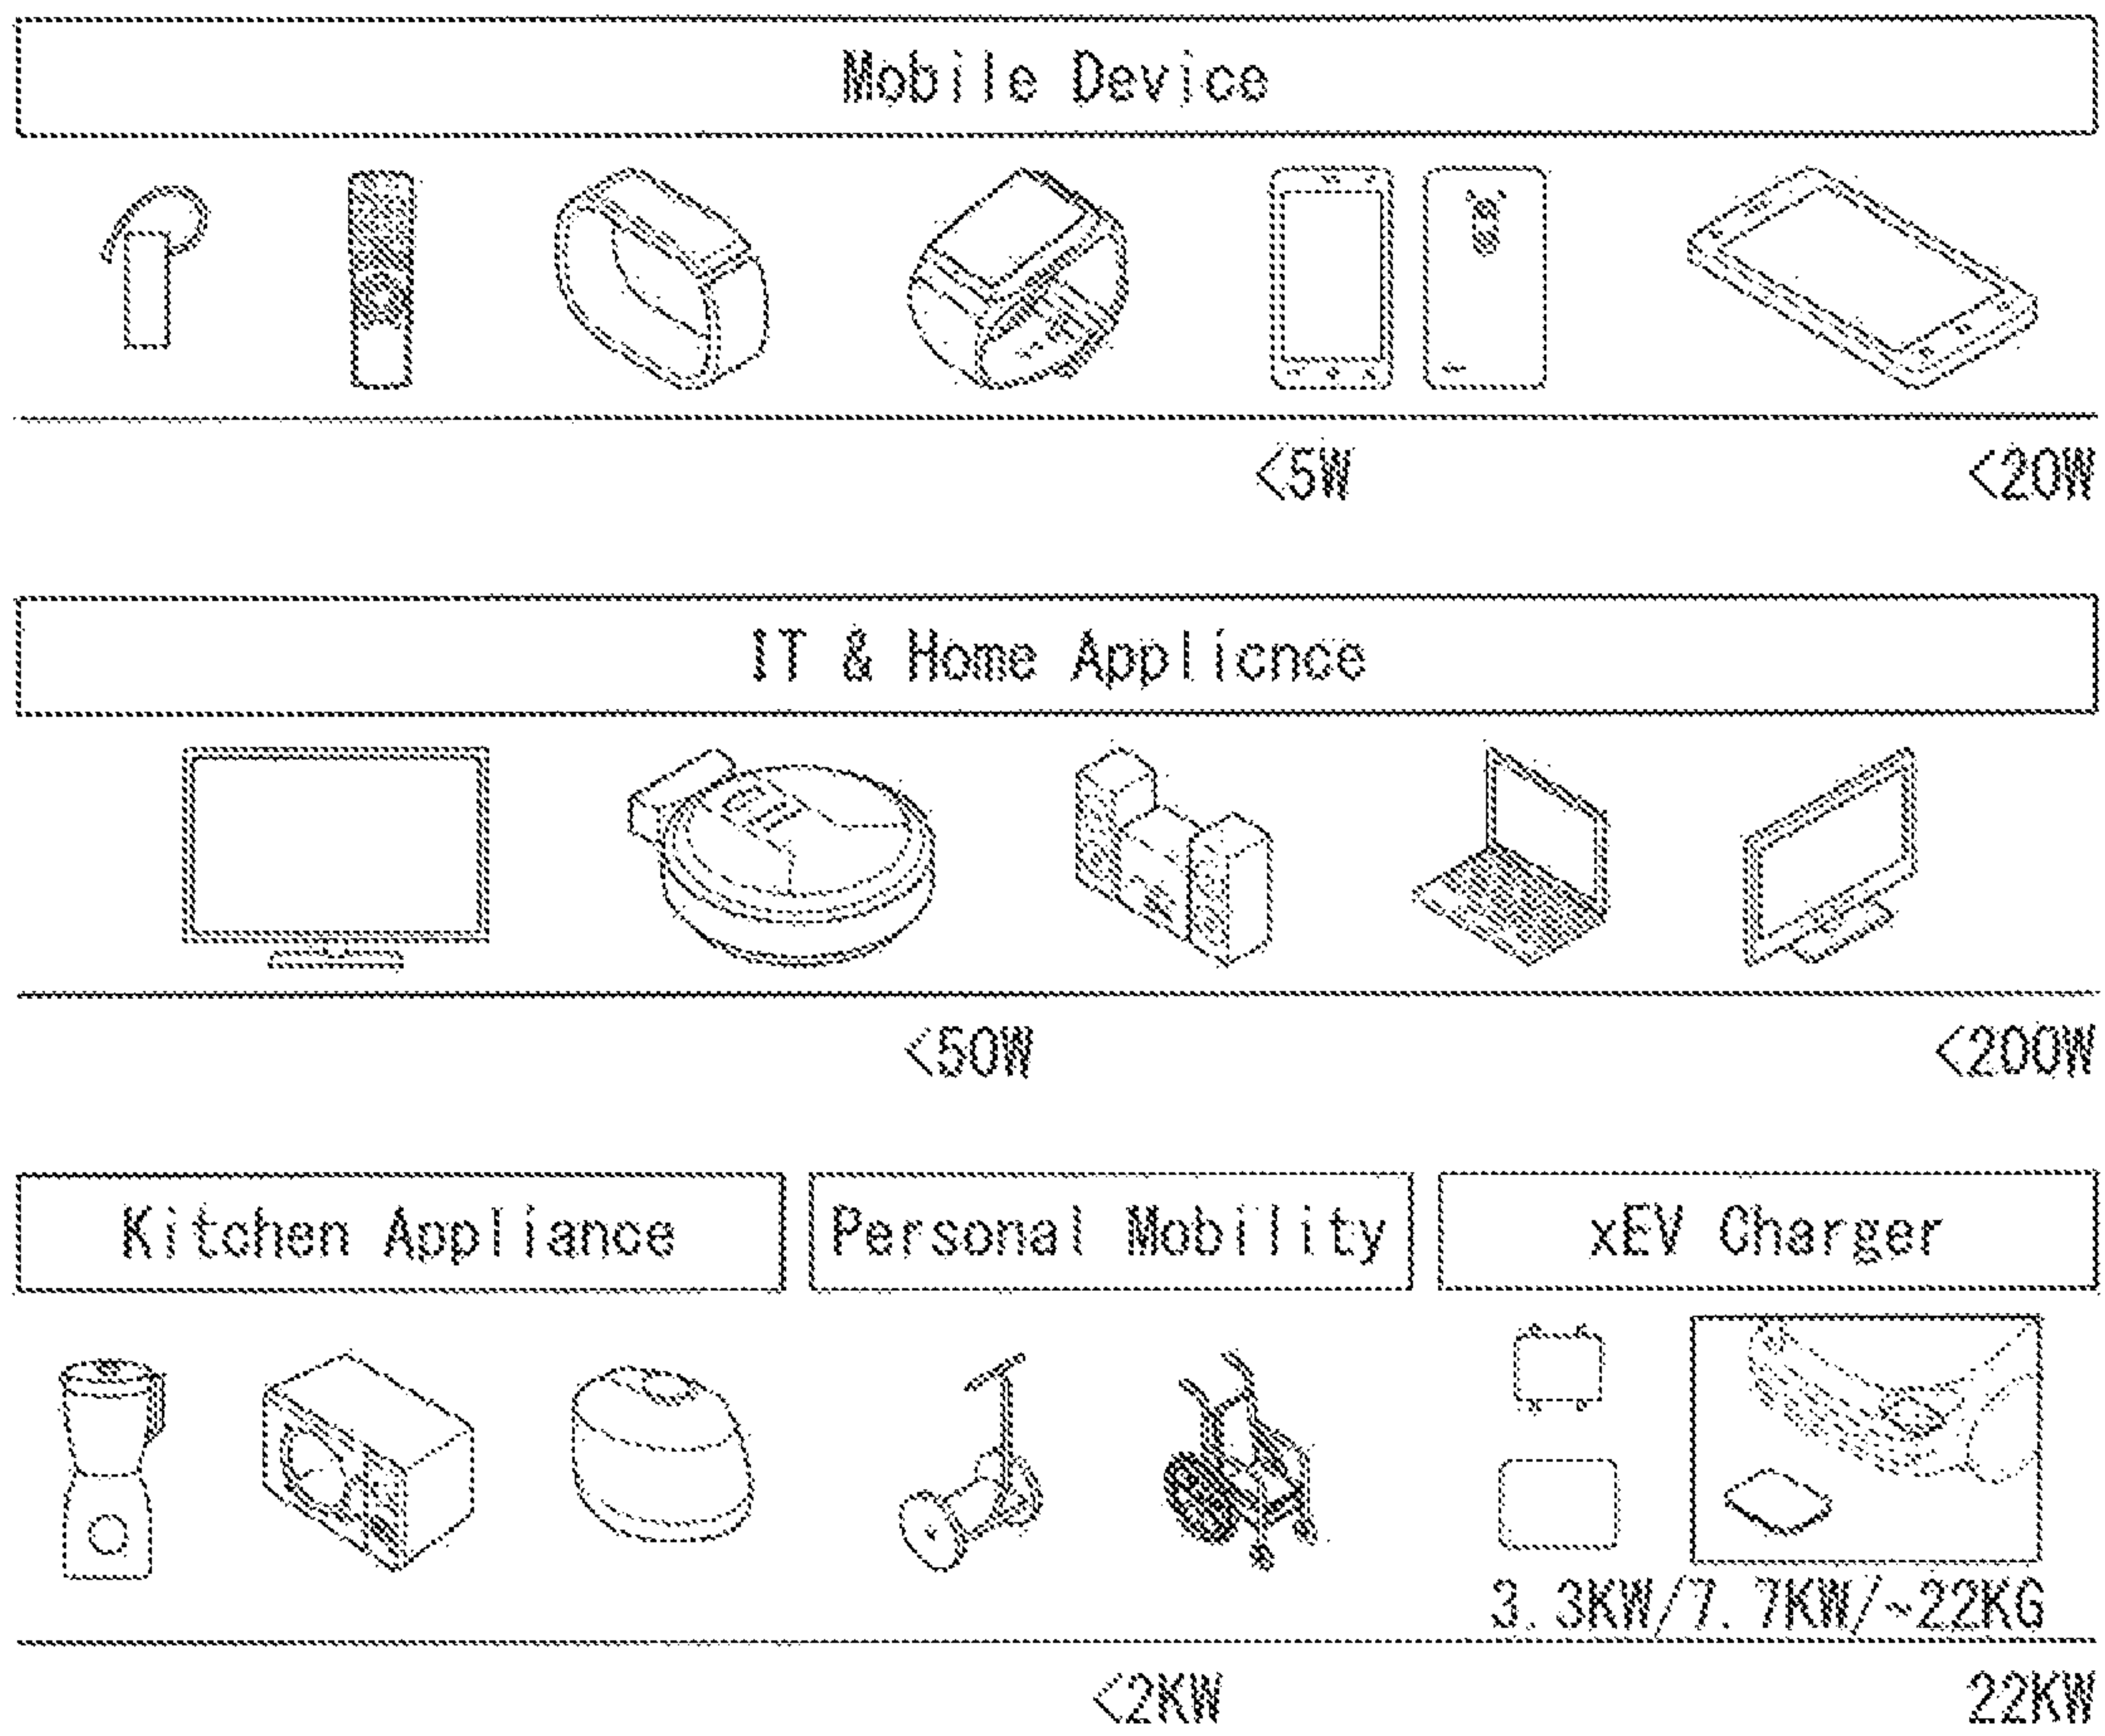 Mobile Device
<5W
<20W
IT & Home Applicnce
<50W
<200W
Kitchen Appliance
Personal Mobility
xEV Charger
3.3KW/7.7KW/~22KG
<2KW
22KW